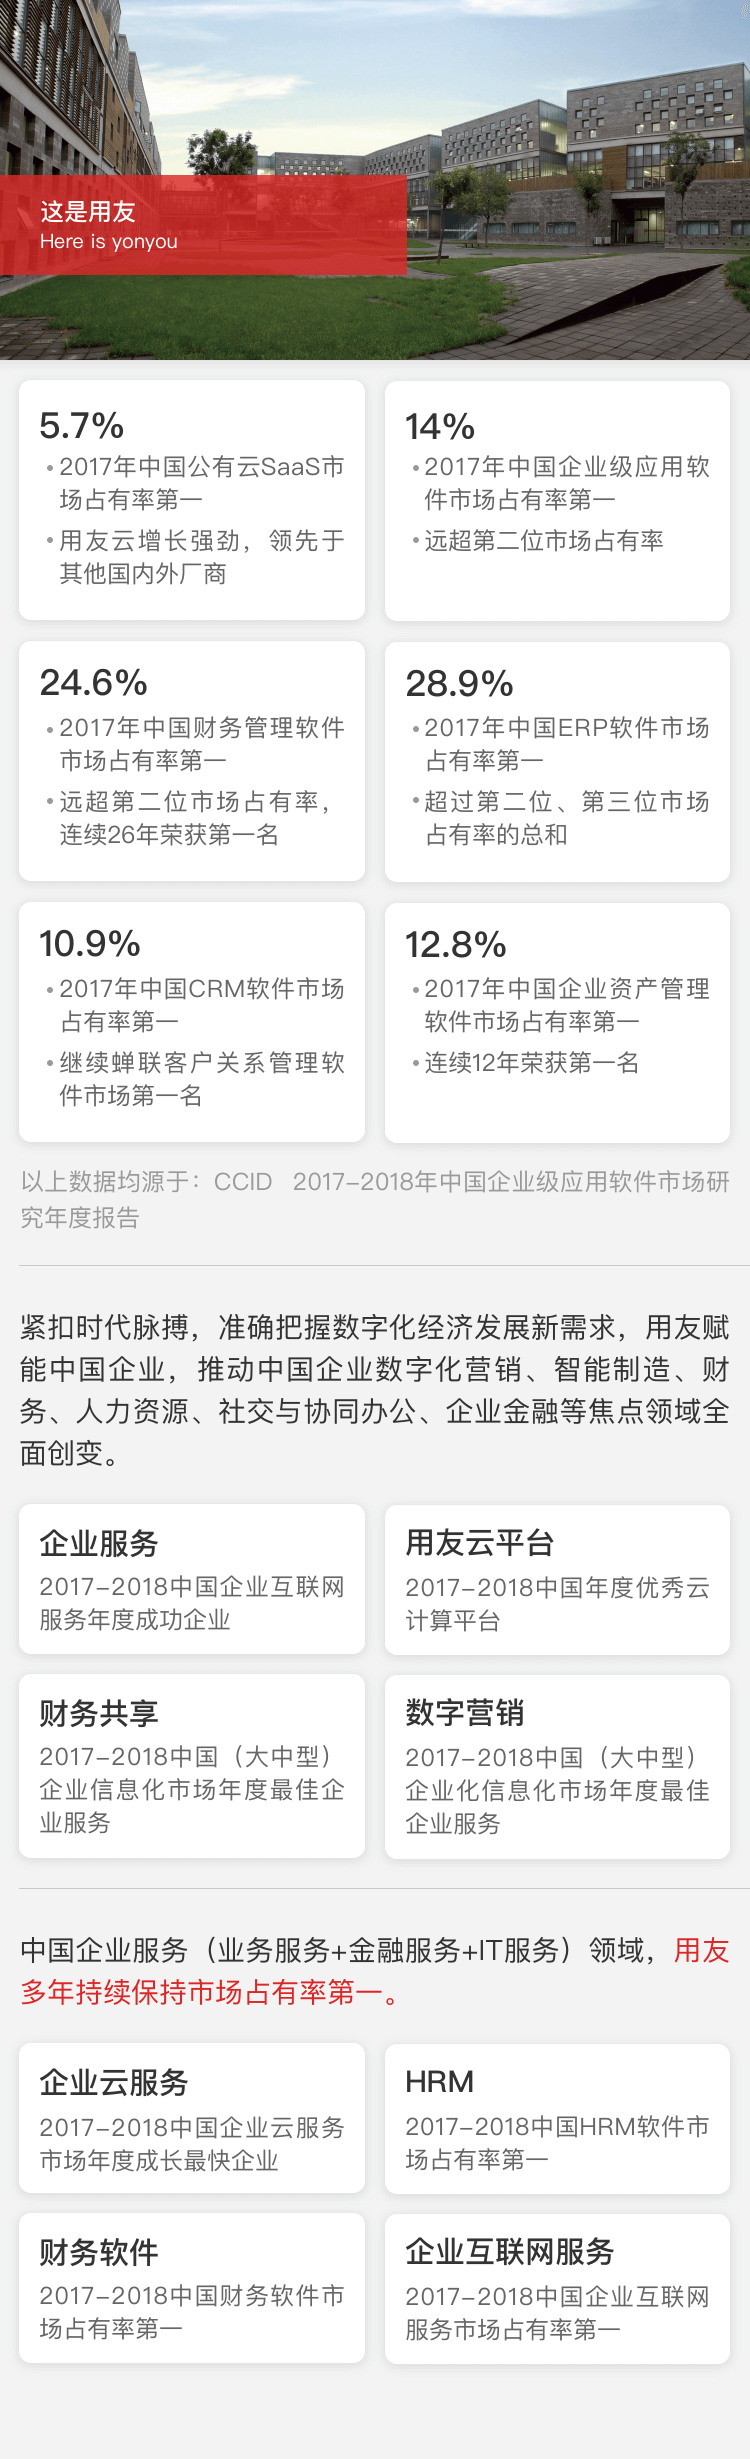 这是用友
Here is yonyou
5.7%
• 2017年中国公有云SaaS市
场占有率第一
• 用友云增长强劲，领先于
其他国内外厂商
14%
• 2017年中国企业级应用软
件市场占有率第一
• 远超第二位市场占有率
24.6%
• 2017年中国财务管理软件
市场占有率第一
• 远超第二位市场占有率，
连续26年荣获第一名
28.9%
• 2017年中国ERP软件市场
占有率第一
• 超过第二位、第三位市场
占有率的总和
10.9%
• 2017年中国CRM软件市场
占有率第一
• 继续蝉联客户关系管理软
件市场第一名
12.8%
• 2017年中国企业资产管理
软件市场占有率第一
• 连续12年荣获第一名
以上数据均源于：CCID 2017-2018年中国企业级应用软件市场研
究年度报告
紧扣时代脉搏，准确把握数字化经济发展新需求，用友赋
能中国企业，推动中国企业数字化营销、智能制造、财
务、人力资源、社交与协同办公、企业金融等焦点领域全
面创变。
企业服务
2017-2018中国企业互联网
服务年度成功企业
用友云平台
2017-2018中国年度优秀云
计算平台
财务共享
2017-2018中国（大中型）
企业信息化市场年度最佳企
业服务
数字营销
2017-2018中国（大中型）
企业化信息化市场年度最佳
企业服务
中国企业服务（业务服务+金融服务+IT服务）领域，用友
多年持续保持市场占有率第一。
企业云服务
2017-2018中国企业云服务
市场年度成长最快企业
HRM
2017-2018中国HRM软件市
场占有率第一
财务软件
2017-2018中国财务软件市
场占有率第一
企业互联网服务
2017-2018中国企业互联网
服务市场占有率第一